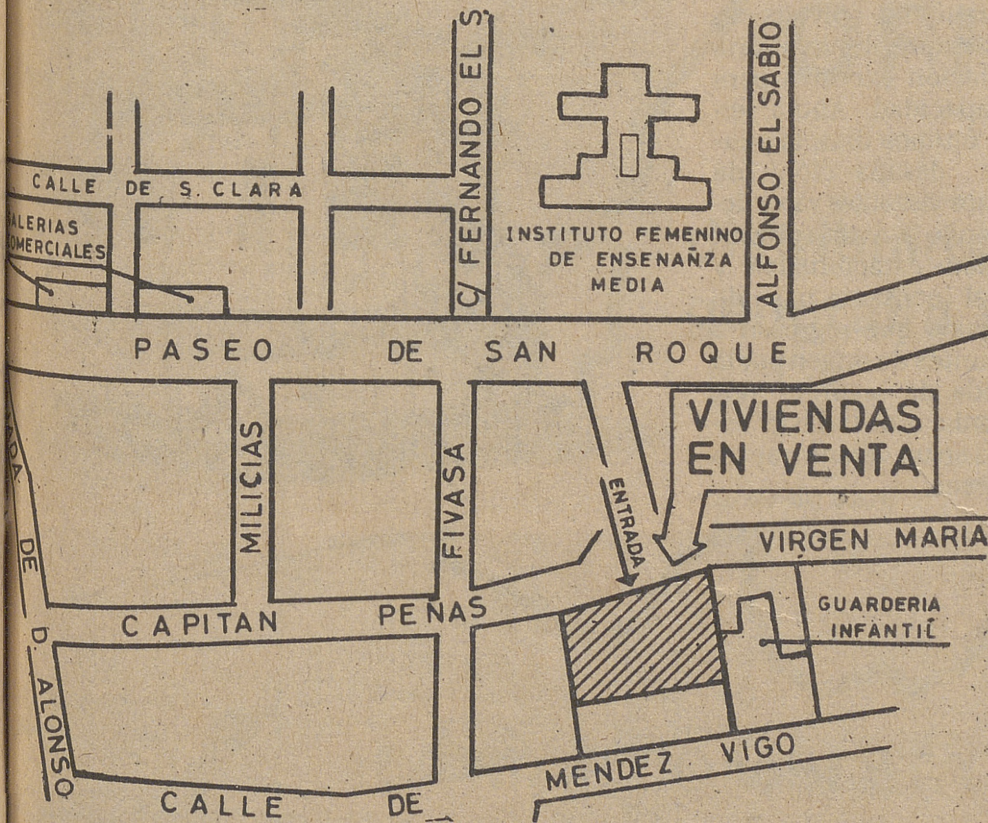 C/ FERNANDO EL S.
ALFONSO EL SABIO
CALLE DE S. CLARA
ALERIAS
OMERCIALES
INSTITUTO FEMENINO
DE ENSENAÑZA
MEDIA
PASEO DE SAN ROQUE
MILICIAS
FIVASA
ENTRADA
VIVIENDAS
EN VENTA
VIRGEN MARIA
GUARDERIA
INFANTIL
CAPITAN PEÑAS
DE D. ALONSO
MENDEZ VIGO
CALLE DE